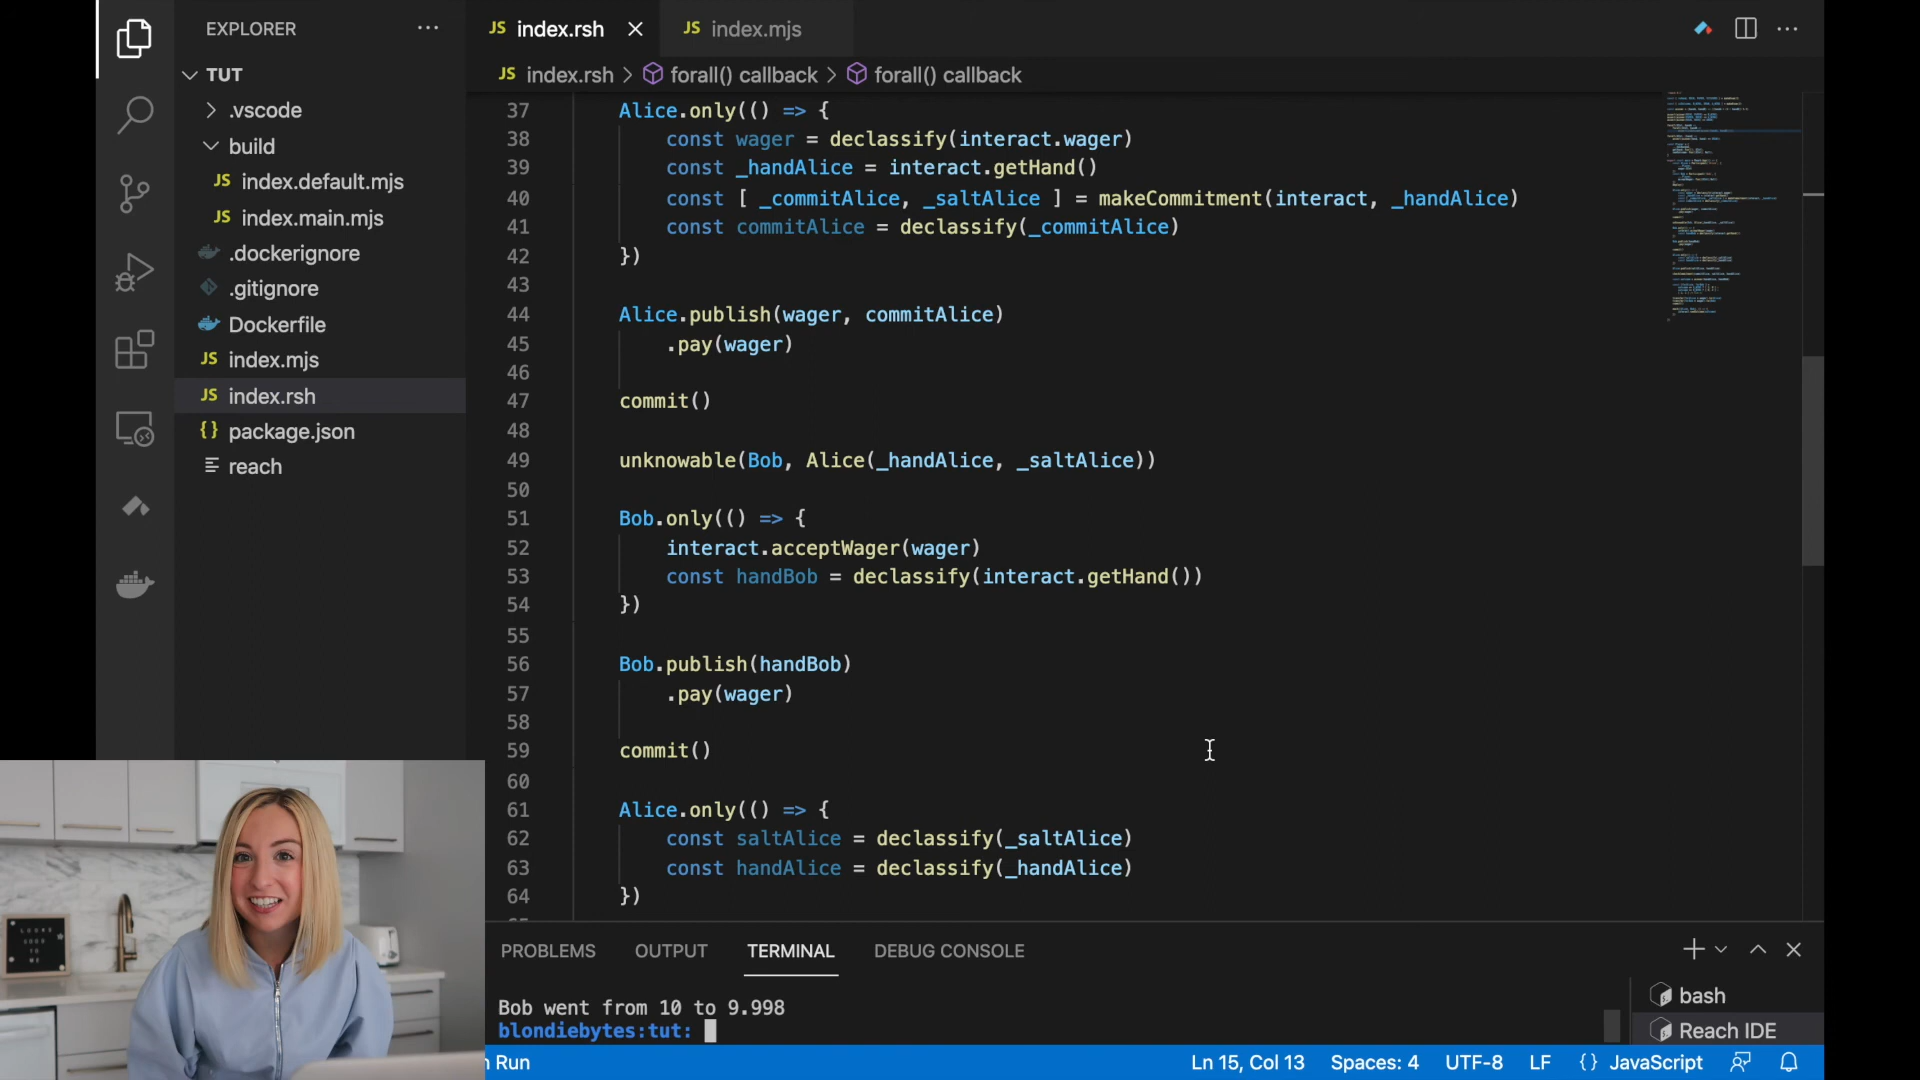 EXPLORER
TUT
.vscode
build
JS index.default.mjs
JS index.main.mjs
.dockerignore
.gitignore
Dockerfile
JS index.mjs
JS index.rsh
{} package.json
reach
JS index.rsh
JS index.mjs
JS index.rsh > forall() callback > forall() callback
37 Alice.only(() => {
38 const wager = declassify(interact.wager)
39 const _handAlice = interact.getHand()
40 const [ _commitAlice, _saltAlice ] = makeCommitment(interact, _handAlice)
41 const commitAlice = declassify(_commitAlice)
42 })
43
44 Alice.publish(wager, commitAlice)
45 .pay(wager)
46
47 commit()
48
49 unknowable(Bob, Alice(_handAlice, _saltAlice))
50
51 Bob.only(() => {
52 interact.acceptWager(wager)
53 const handBob = declassify(interact.getHand())
54 })
55
56 Bob.publish(handBob)
57 .pay(wager)
58
59 commit()
60
61 Alice.only(() => {
62 const saltAlice = declassify(_saltAlice)
63 const handAlice = declassify(_handAlice)
64 })
PROBLEMS OUTPUT TERMINAL DEBUG CONSOLE
Bob went from 10 to 9.998
blondiebytes:tut:
bash
Reach IDE
Run
Ln 15, Col 13 Spaces: 4 UTF-8 LF {} JavaScript